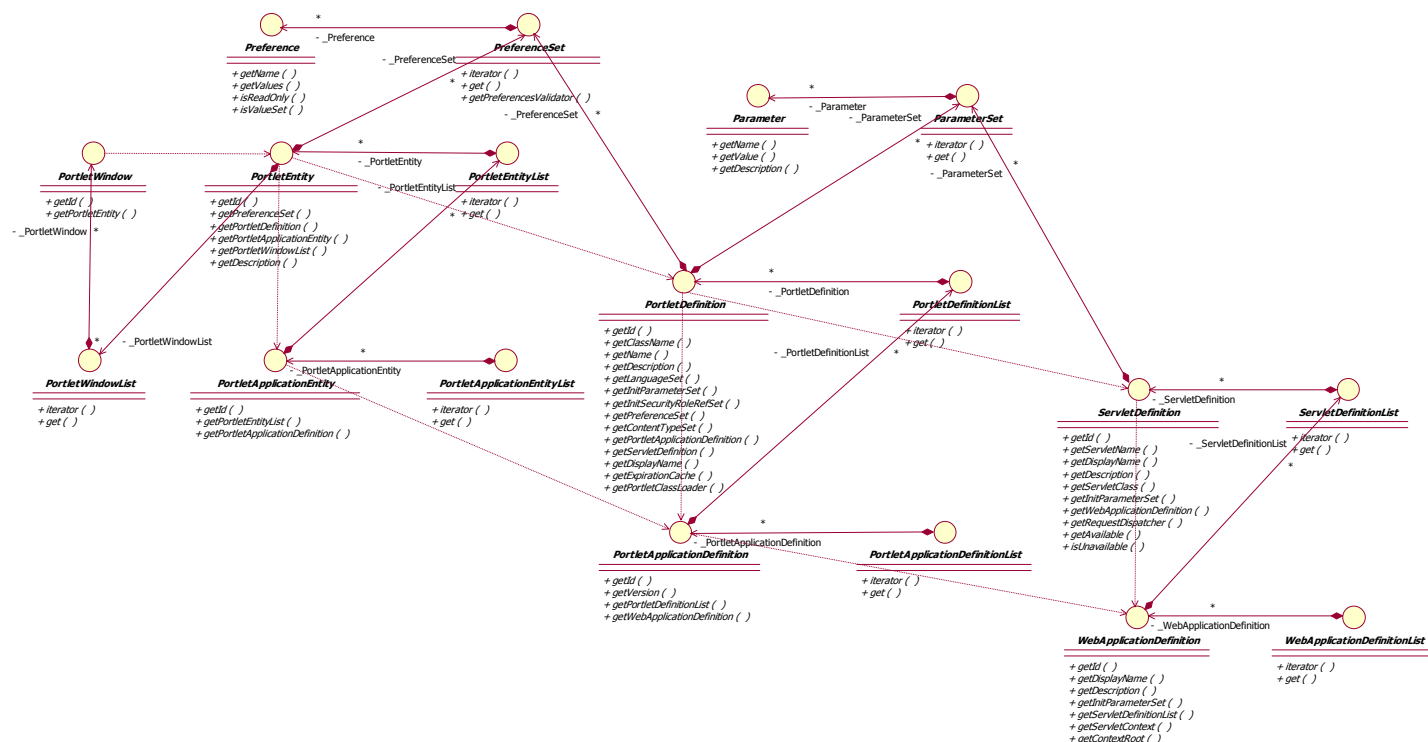 *
- _Preference
Preference
+ getName ( )
+ getValues ( )
+ isReadOnly ( )
+ isValueSet ( )
PreferenceSet
- _PreferenceSet
*
+ iterator ( )
+ get ( )
+ getPreferencesValidator ( )
- _PreferenceSet
*
*
- _Parameter
Parameter
+ getName ( )
+ getValue ( )
+ getDescription ( )
- _ParameterSet
*
ParameterSet
+ iterator ( )
+ get ( )
*
- _ParameterSet
PortletWindow
+ getId ( )
+ getPortletEntity ( )
- _PortletWindow
*
PortletEntity
+ getId ( )
+ getPreferenceSet ( )
+ getPortletDefinition ( )
+ getPortletApplicationEntity ( )
+ getPortletWindowList ( )
+ getDescription ( )
*
- _PortletEntity
PortletEntityList
- _PortletEntityList
+ iterator ( )
+ get ( )
*
*
- _PortletWindowList
PortletWindowList
+ iterator ( )
+ get ( )
*
- _PortletApplicationEntity
PortletApplicationEntity
+ getId ( )
+ getPortletEntityList ( )
+ getPortletApplicationDefinition ( )
PortletApplicationEntityList
+ iterator ( )
+ get ( )
*
- _PortletDefinition
PortletDefinition
+ getId ( )
+ getClassName ( )
+ getName ( )
+ getDescription ( )
+ getLanguageSet ( )
+ getInitParameterSet ( )
+ getInitSecurityRoleRefSet ( )
+ getPreferenceSet ( )
+ getContentTypeSet ( )
+ getPortletApplicationDefinition ( )
+ getServletDefinition ( )
+ getDisplayName ( )
+ getExpirationCache ( )
+ getPortletClassLoader ( )
PortletDefinitionList
+ iterator ( )
+ get ( )
- _PortletDefinitionList
*
*
- _ServletDefinition
ServletDefinition
+ getId ( )
+ getServletName ( )
+ getDisplayName ( )
+ getDescription ( )
+ getServletClass ( )
+ getInitParameterSet ( )
+ getWebApplicationDefinition ( )
+ getRequestDispatcher ( )
+ getAvailable ( )
+ isUnavailable ( )
ServletDefinitionList
+ iterator ( )
+ get ( )
- _ServletDefinitionList
*
*
- _PortletApplicationDefinition
PortletApplicationDefinition
+ getId ( )
+ getVersion ( )
+ getPortletDefinitionList ( )
+ getWebApplicationDefinition ( )
PortletApplicationDefinitionList
+ iterator ( )
+ get ( )
*
- _WebApplicationDefinition
WebApplicationDefinition
+ getId ( )
+ getDisplayName ( )
+ getDescription ( )
+ getInitParameterSet ( )
+ getServletDefinitionList ( )
+ getServletContext ( )
+ getContextRoot ( )
WebApplicationDefinitionList
+ iterator ( )
+ get ( )